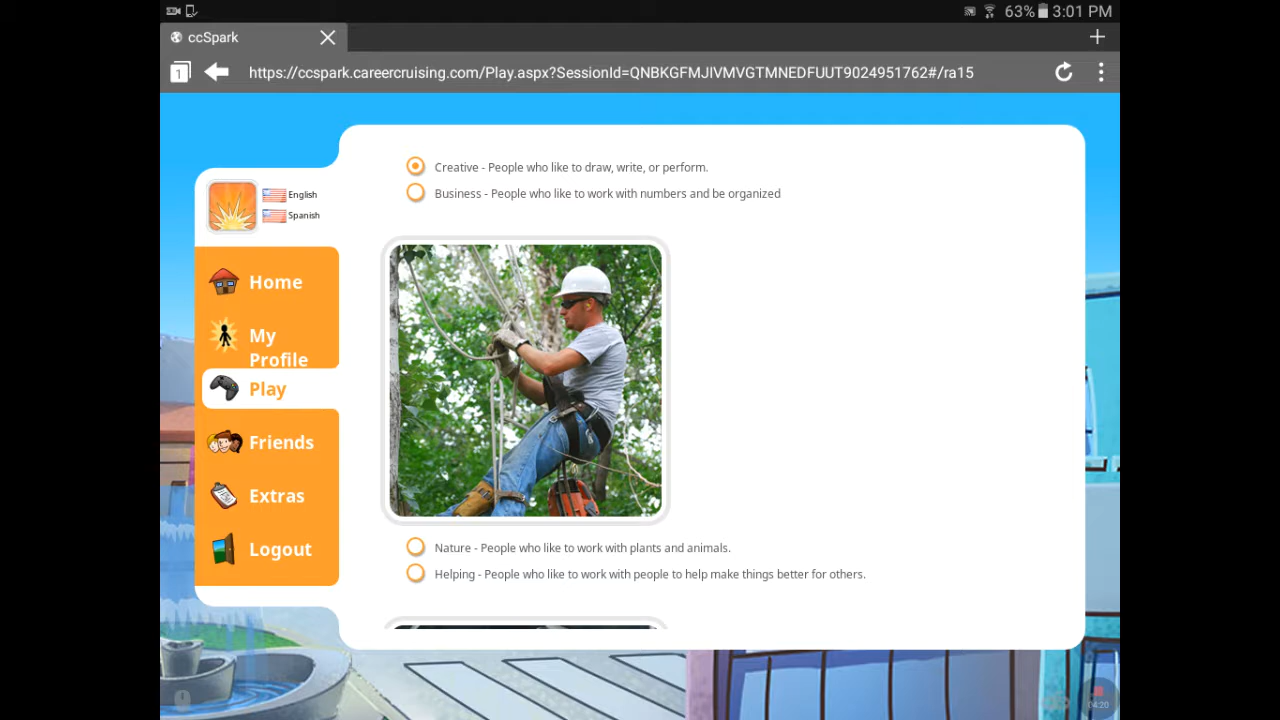 63% 3:01 PM
ccSpark
1
https://ccspark.careercruising.com/Play.aspx?SessionId=QNBKGFMJIVMVGTMNEDFUUT9024951762#/ra15
Creative - People who like to draw, write, or perform.
Business - People who like to work with numbers and be organized
English
Spanish
Home
My
Profile
Play
Friends
Extras
Logout
Nature - People who like to work with plants and animals.
Helping - People who like to work with people to help make things better for others.
04:20